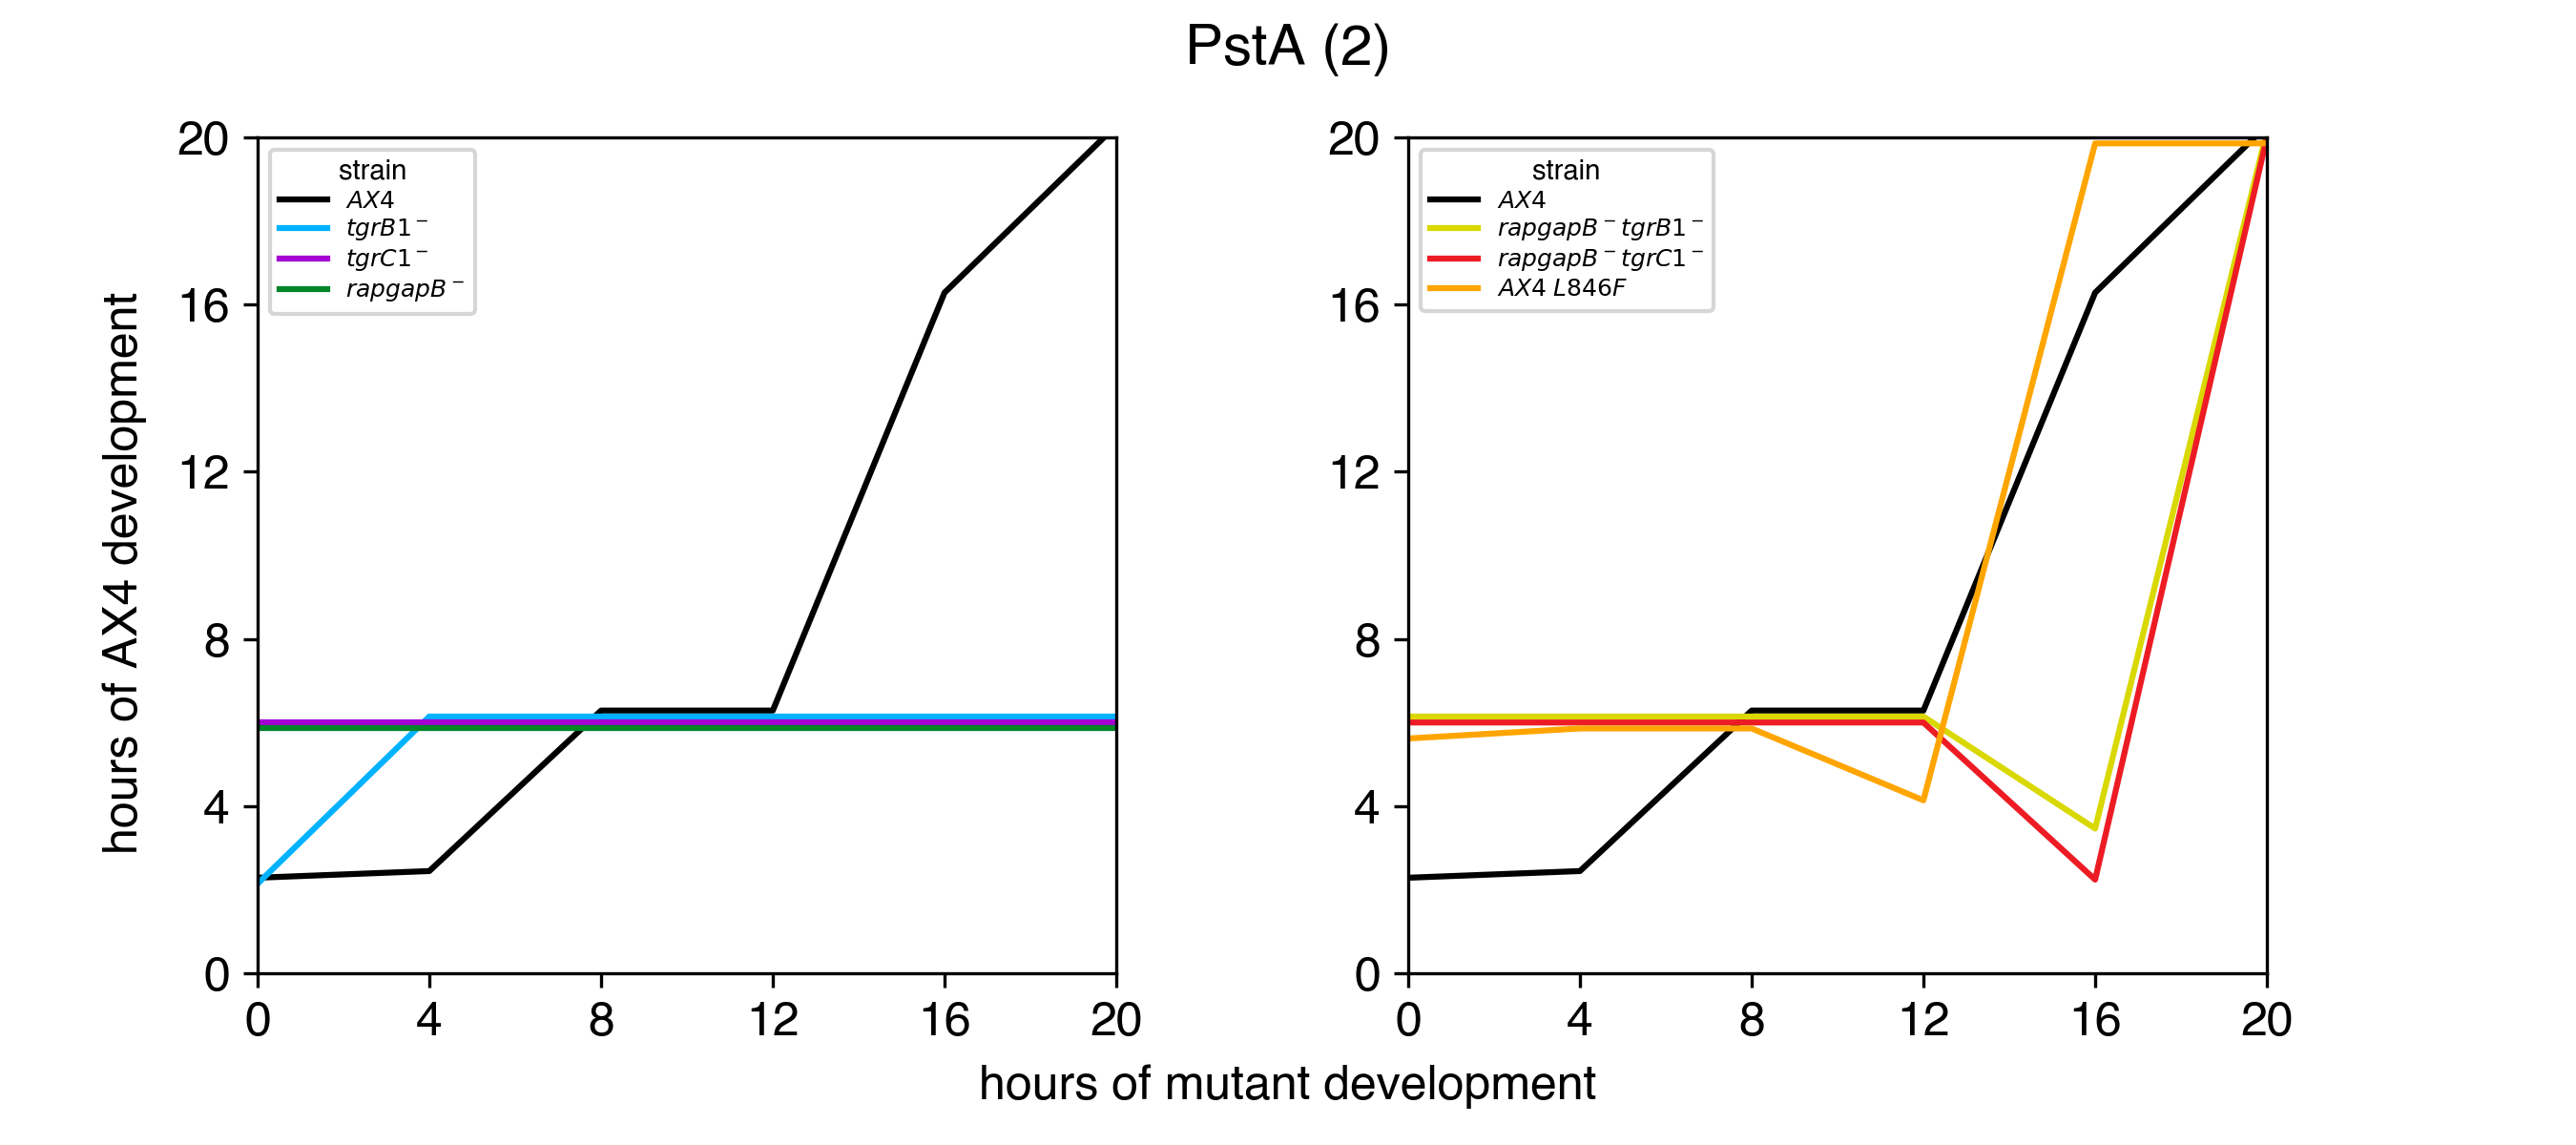 PstA (2)
hours of AX4 development
20
16
12
8
4
0
strain
AX4
tgrB1⁻
tgrC1⁻
rapgapB⁻
0 4 8 12 16 20
20
16
12
8
4
0
strain
AX4
rapgapB⁻tgrB1⁻
rapgapB⁻tgrC1⁻
AX4 L846F
0 4 8 12 16 20
hours of mutant development